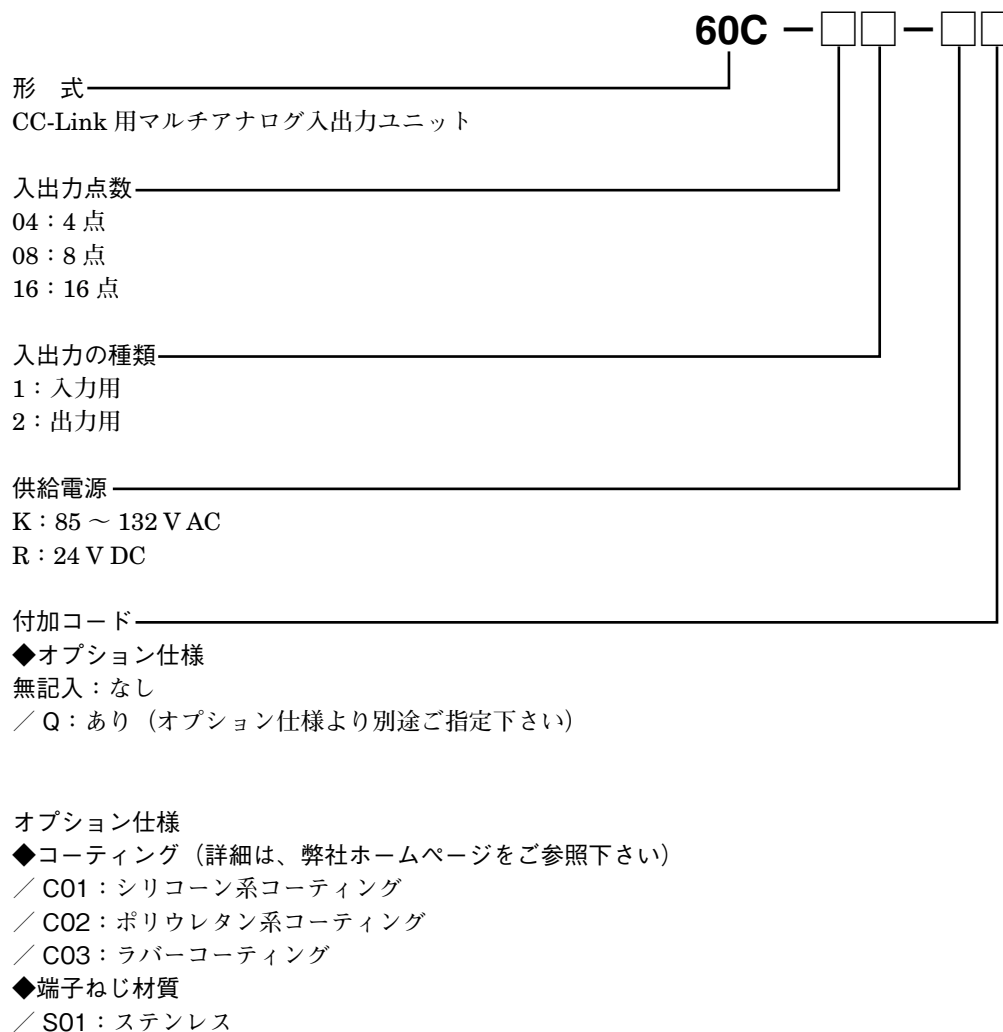 60C－□□－□□
形　式
CC-Link 用マルチアナログ入出力ユニット
入出力点数
04：4 点
08：8 点
16：16 点
入出力の種類
1：入力用
2：出力用
供給電源
K：85 ～ 132 V AC
R：24 V DC
付加コード
◆オプション仕様
無記入：なし
／ Q：あり（オプション仕様より別途ご指定下さい）
オプション仕様
◆コーティング（詳細は、弊社ホームページをご参照下さい）
／ C01：シリコーン系コーティング
／ C02：ポリウレタン系コーティング
／ C03：ラバーコーティング
◆端子ねじ材質
／ S01：ステンレス